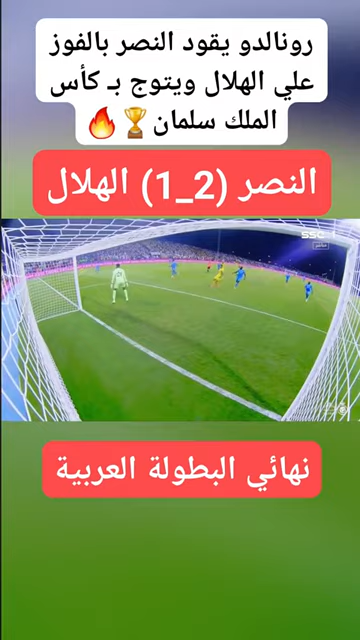 رونالدو يقود النصر بالفوز
علي الهلال ويتوج بـ كأس
الملك سلمان🏆🔥
النصر (2_1) الهلال
SSC
نهائي البطولة العربية